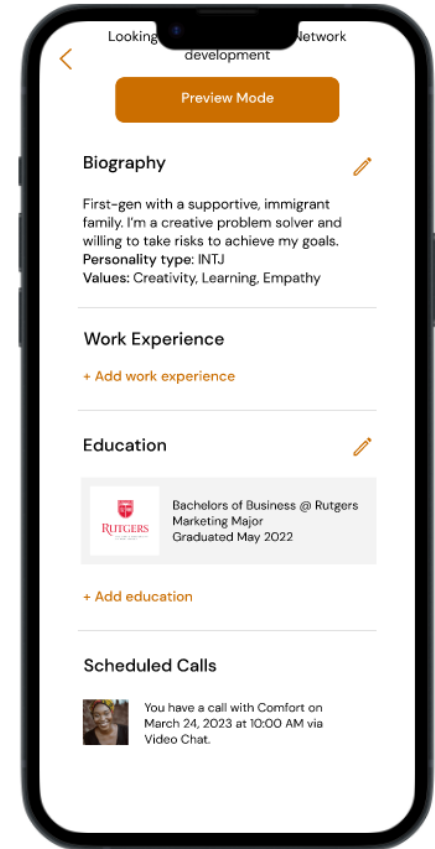 Looking Network
development
Preview Mode
Biography
First-gen with a supportive, immigrant
family. I'm a creative problem solver and
willing to take risks to achieve my goals.
Personality type: INTJ
Values: Creativity, Learning, Empathy
Work Experience
+ Add work experience
Education
RUTGERS
Bachelors of Business @ Rutgers
Marketing Major
Graduated May 2022
+ Add education
Scheduled Calls
You have a call with Comfort on
March 24, 2023 at 10:00 AM via
Video Chat.